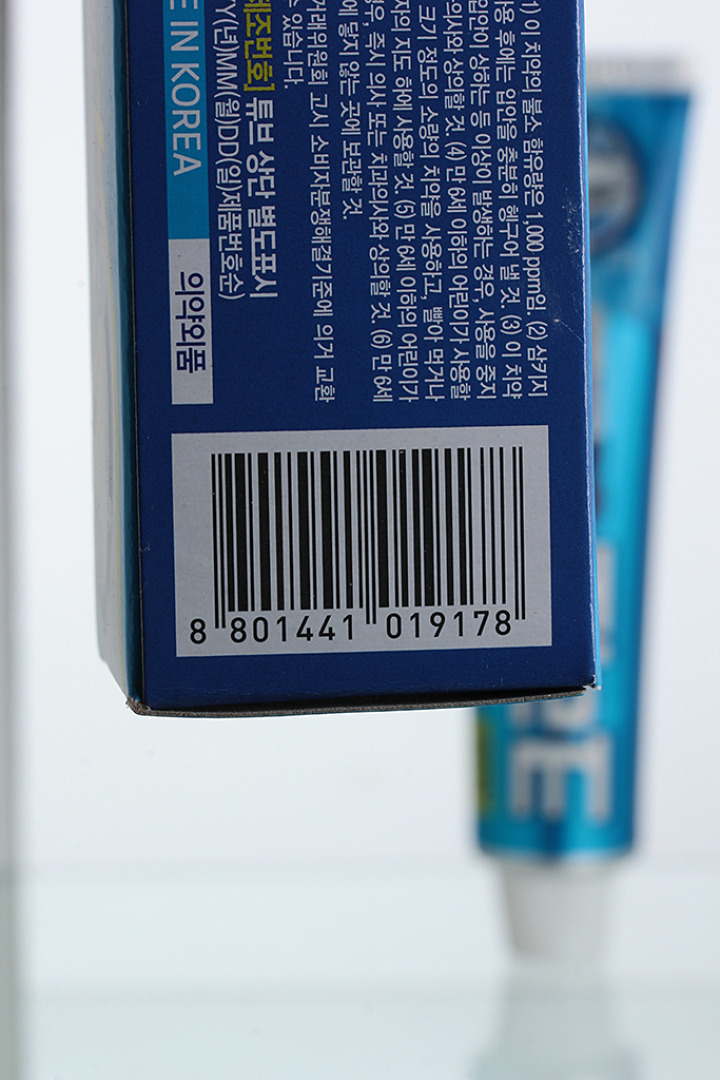 (1) 이 치약의 불소 함유량은 1,000 ppm임. (2) 삼키지
사용 후에는 입안을 충분히 헹구어 낼 것. (3) 이 치약
입안이 상하는 등 이상이 발생하는 경우, 사용을 중지
의사와 상의할 것. (4) 만 6세 이하의 어린이가 사용할
크기 정도의 소량의 치약을 사용하고, 빨아 먹거나
자의 지도 하에 사용할 것. (5) 만 6세 이하의 어린이가
경우, 즉시 의사 또는 치과의사와 상의할 것. (6) 만 6세
에 닿지 않는 곳에 보관할 것
거래위원회 고시 소비자분쟁해결기준에 의거 교환
수 있습니다.
제조번호] 튜브 상단 별도표시
Y(년)MM(월)DD(일)제품번호순)
E IN KOREA
의약외품
8 801441 019178